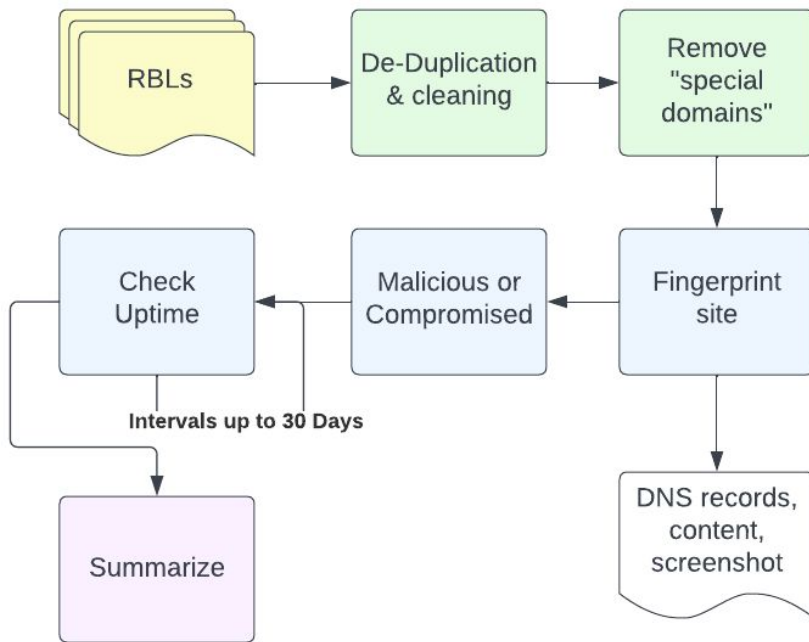 RBLs
De-Duplication
& cleaning
Remove
"special
domains"
Check
Uptime
Malicious or
Compromised
Fingerprint
site
Intervals up to 30 Days
Summarize
DNS records,
content,
screenshot